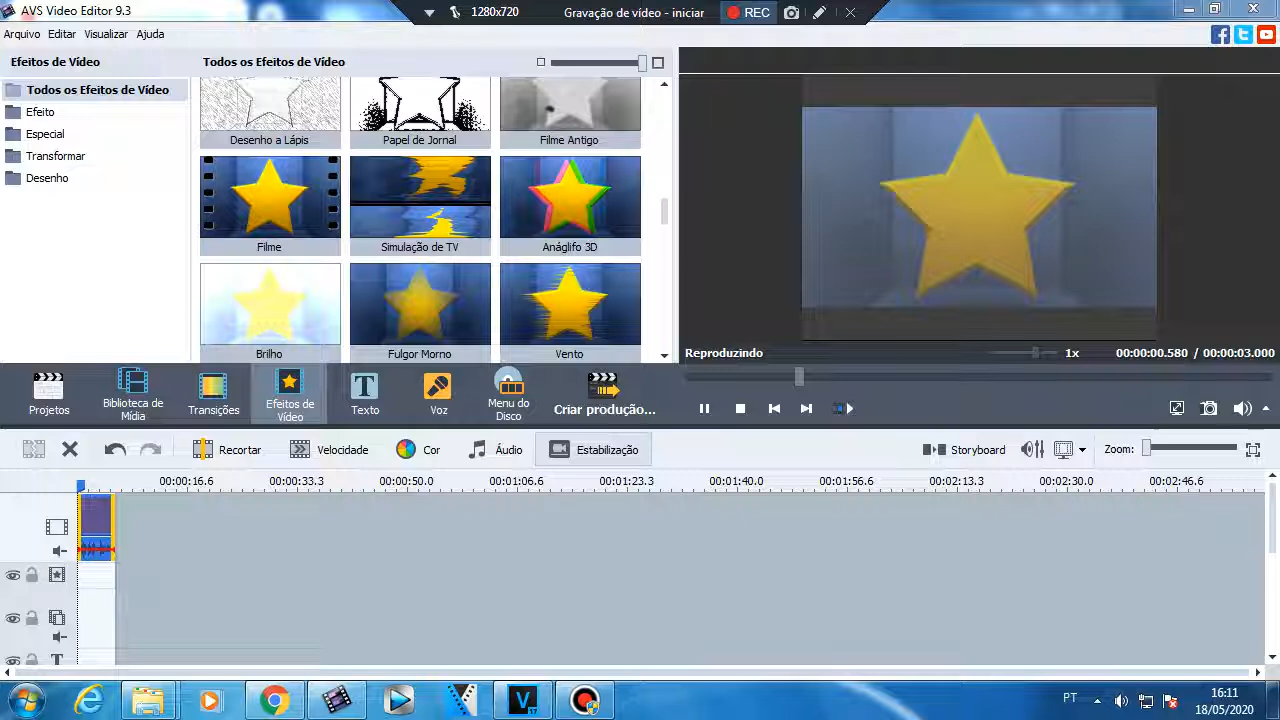 AVS Video Editor 9.3
1280x720
Gravação de vídeo - iniciar
REC
Arquivo Editar Visualizar Ajuda
Efeitos de Vídeo
Todos os Efeitos de Vídeo
Todos os Efeitos de Vídeo
Efeito
Especial
Transformar
Desenho
Desenho a Lápis
Papel de Jornal
Filme Antigo
Filme
Simulação de TV
Anáglifo 3D
Brilho
Fulgor Morno
Vento
Reproduzindo
1x
00:00:00.580 / 00:00:03.000
Projetos
Biblioteca de
Mídia
Transições
Efeitos de
Vídeo
Texto
Voz
Menu do
Disco
Criar produção...
Recortar
Velocidade
Cor
Áudio
Estabilização
Storyboard
Zoom:
00:00:16.6 00:00:33.3 00:00:50.0 00:01:06.6 00:01:23.3 00:01:40.0 00:01:56.6 00:02:13.3 00:02:30.0 00:02:46.6
PT
16:11
18/05/2020